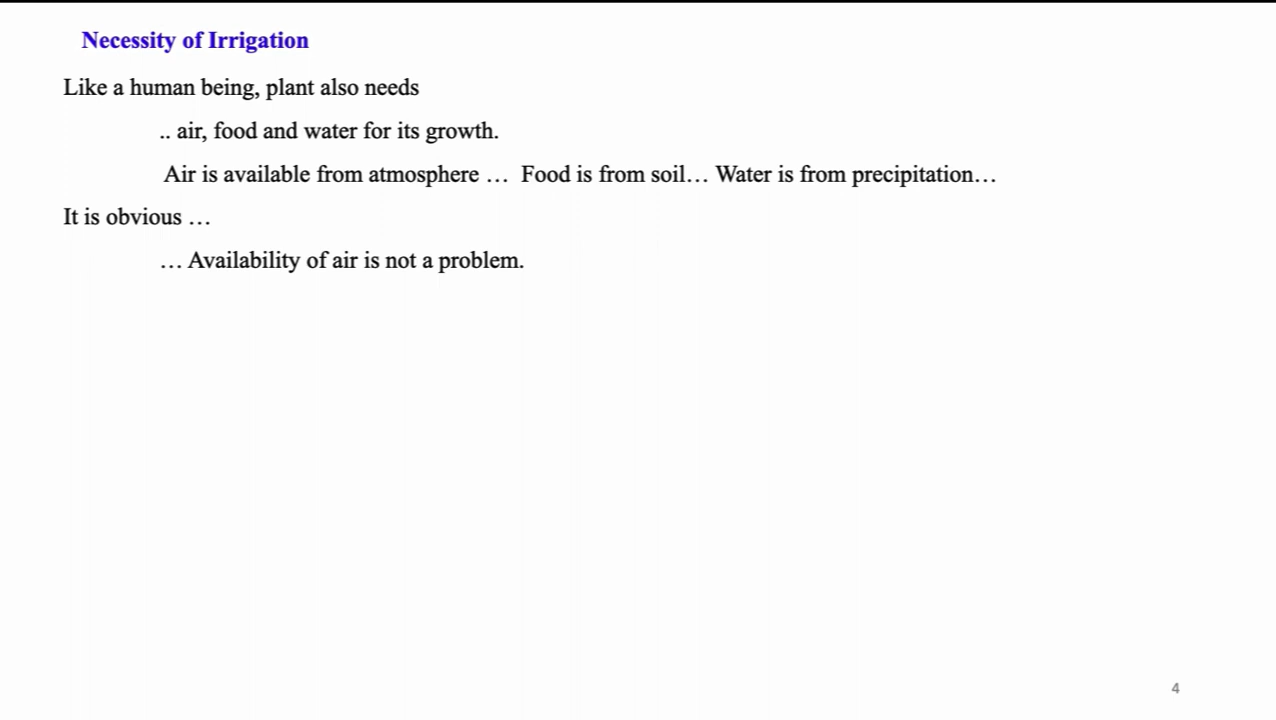 Necessity of Irrigation
Like a human being, plant also needs
.. air, food and water for its growth.
Air is available from atmosphere … Food is from soil… Water is from precipitation…
It is obvious …
… Availability of air is not a problem.
4